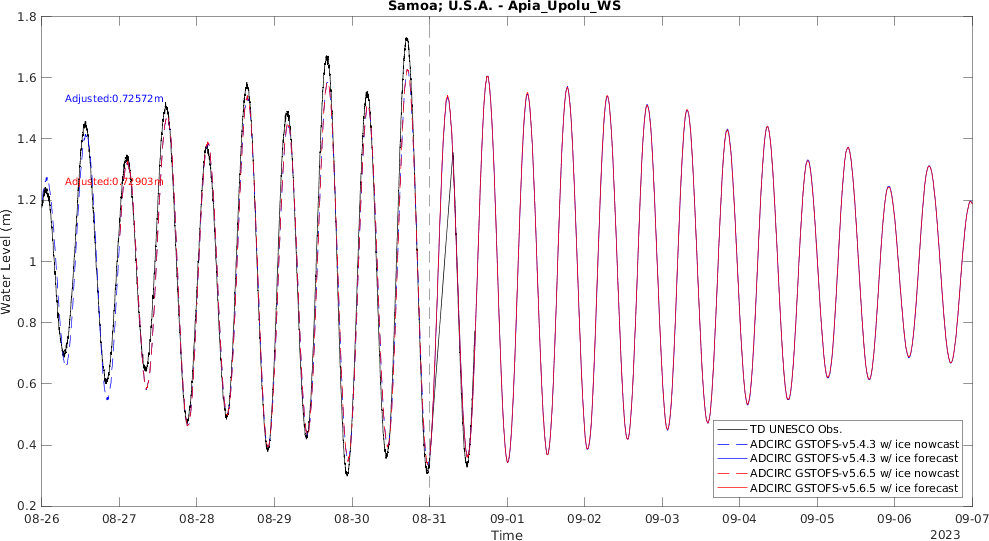 Samoa; U.S.A. - Apia_Upolu_WS
1.8
1.6
1.4
1.2
1
0.8
0.6
0.4
0.2
Water Level (m)
Adjusted:0.72572m
Adjusted:0.72903m
TD UNESCO Obs.
ADCIRC GSTOFS-v5.4.3 w/ ice nowcast
ADCIRC GSTOFS-v5.4.3 w/ ice forecast
ADCIRC GSTOFS-v5.6.5 w/ ice nowcast
ADCIRC GSTOFS-v5.6.5 w/ ice forecast
08-26 08-27 08-28 08-29 08-30 08-31 09-01 09-02 09-03 09-04 09-05 09-06 09-07
Time
2023